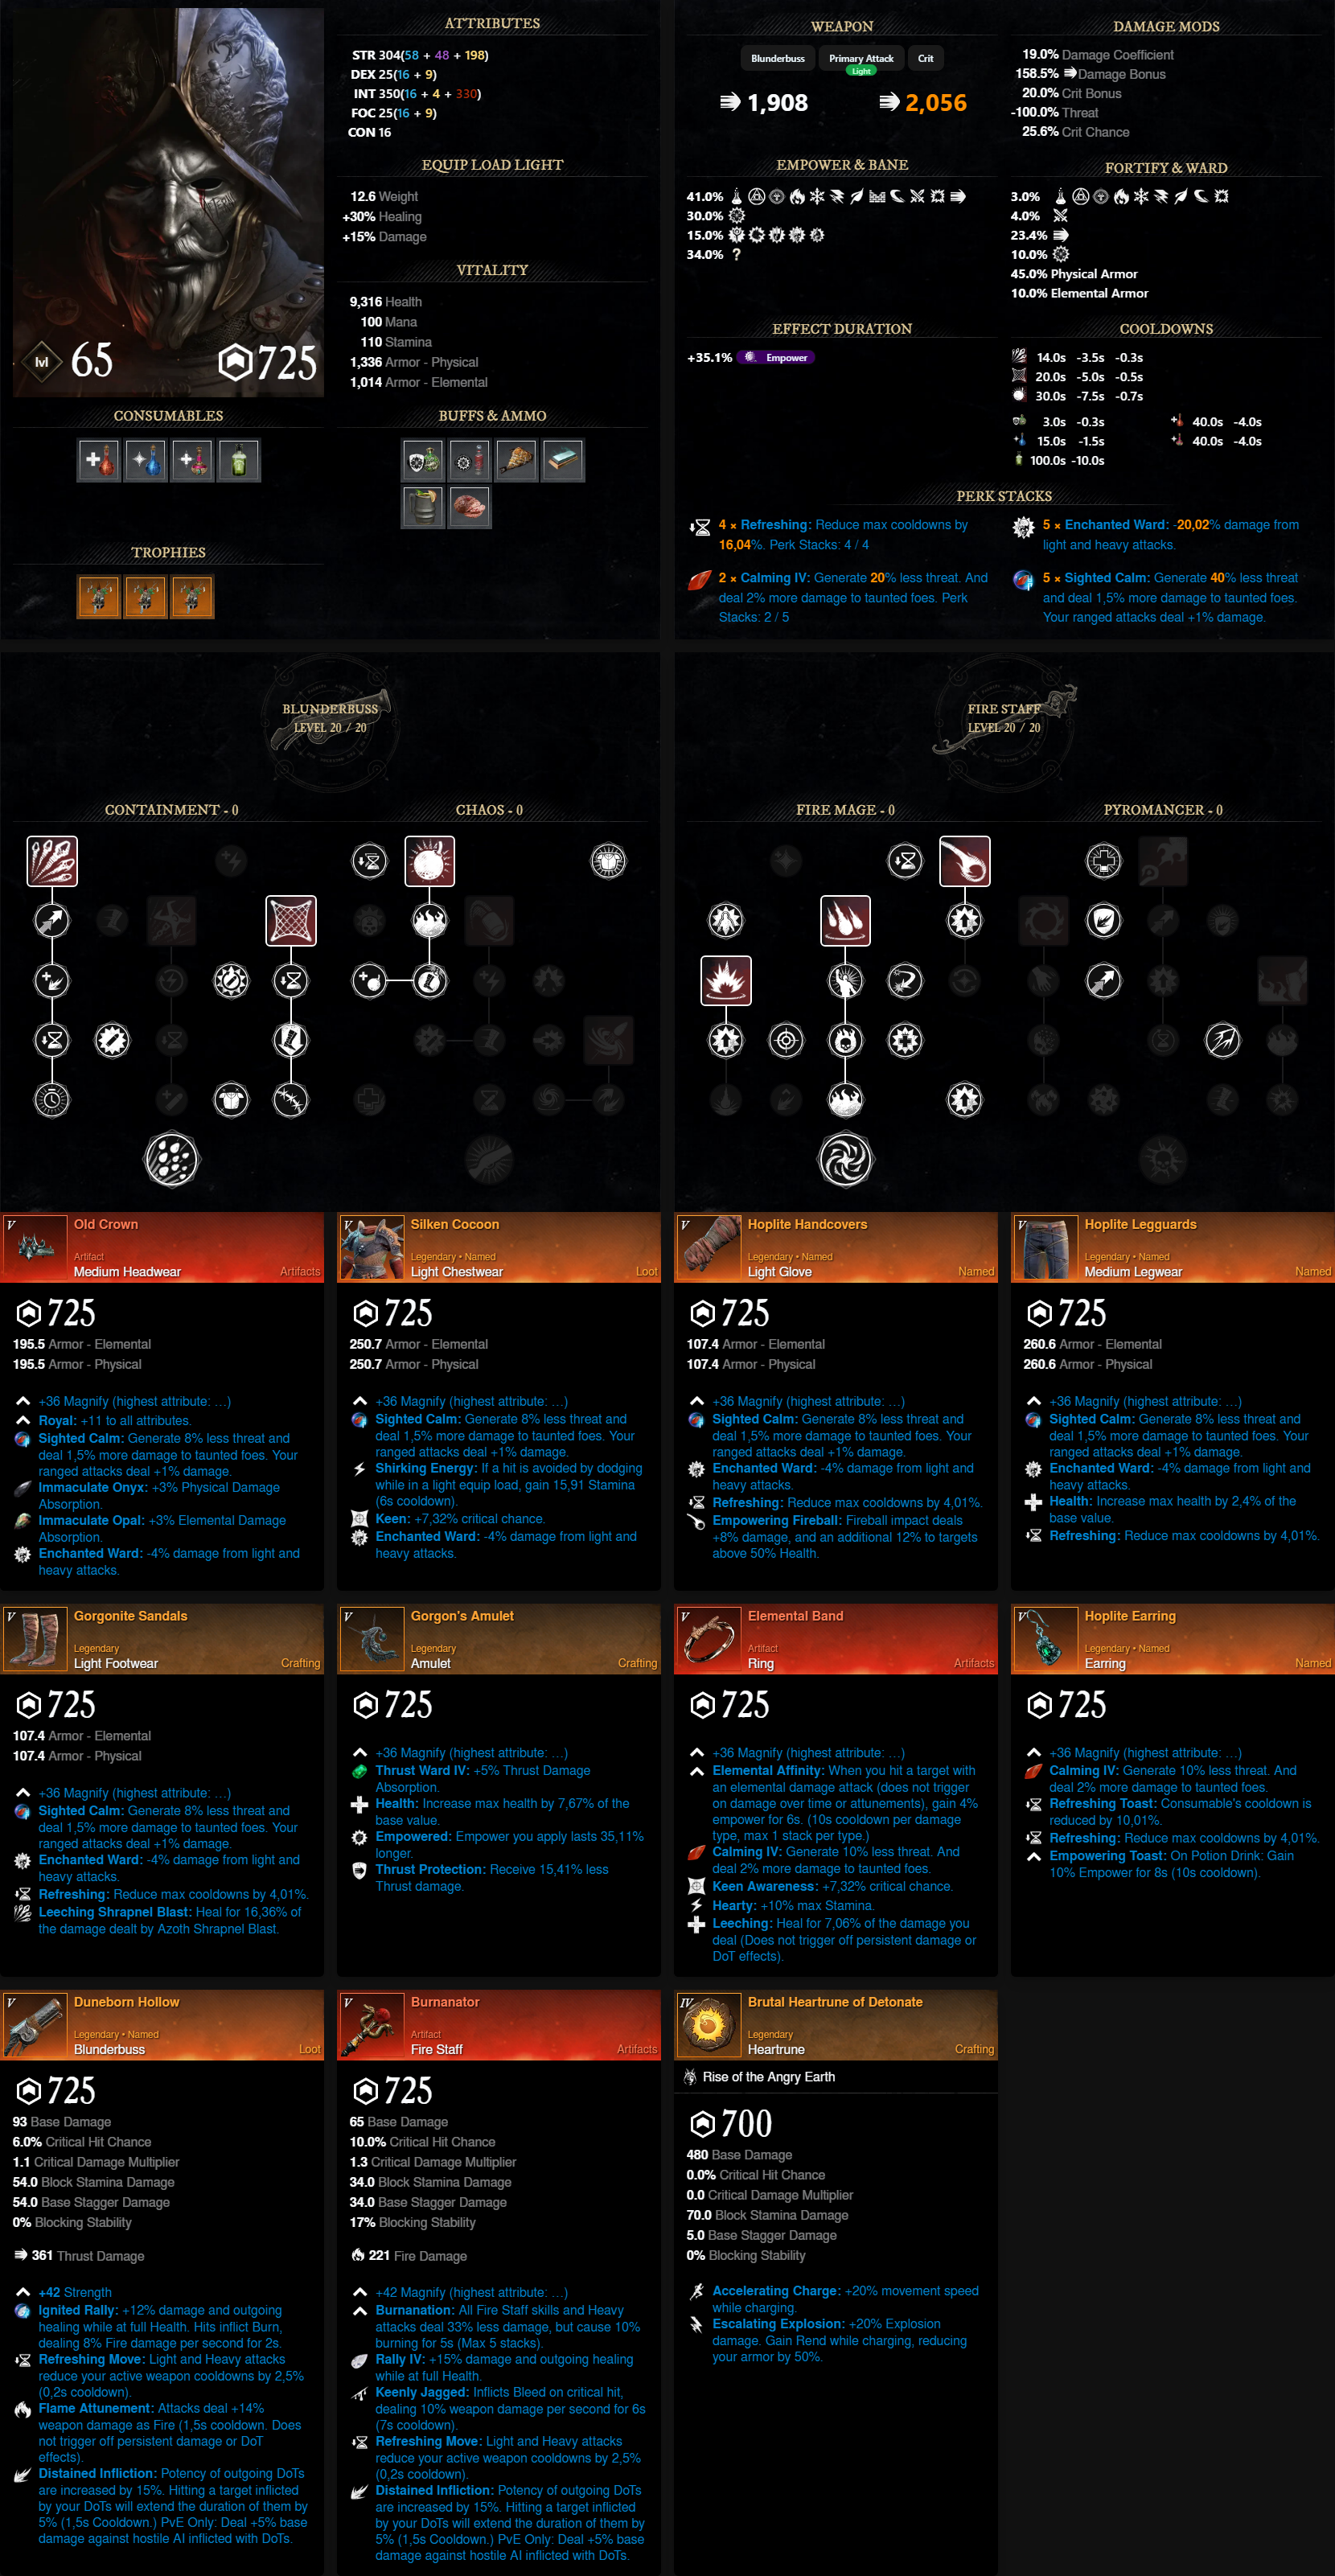 lvl 65
725
ATTRIBUTES
STR 304(58 + 48 + 198)
DEX 25(16 + 9)
INT 350(16 + 4 + 330)
FOC 25(16 + 9)
CON 16
EQUIP LOAD LIGHT
12.6 Weight
+30% Healing
+15% Damage
VITALITY
9,316 Health
100 Mana
110 Stamina
1,336 Armor - Physical
1,014 Armor - Elemental
CONSUMABLES
BUFFS & AMMO
TROPHIES
WEAPON
Blunderbuss
Primary Attack
Light
Crit
1,908
2,056
DAMAGE MODS
19.0% Damage Coefficient
158.5% Damage Bonus
20.0% Crit Bonus
-100.0% Threat
25.6% Crit Chance
EMPOWER & BANE
41.0%
30.0%
15.0%
34.0% ?
FORTIFY & WARD
3.0%
4.0%
23.4%
10.0%
45.0% Physical Armor
10.0% Elemental Armor
EFFECT DURATION
+35.1% Empower
COOLDOWNS
14.0s -3.5s -0.3s
20.0s -5.0s -0.5s
30.0s -7.5s -0.7s
3.0s -0.3s
40.0s -4.0s
15.0s -1.5s
40.0s -4.0s
100.0s -10.0s
PERK STACKS
4 × Refreshing: Reduce max cooldowns by
16,04%. Perk Stacks: 4 / 4
5 × Enchanted Ward: -20,02% damage from
light and heavy attacks.
2 × Calming IV: Generate 20% less threat. And
deal 2% more damage to taunted foes. Perk
Stacks: 2 / 5
5 × Sighted Calm: Generate 40% less threat
and deal 1,5% more damage to taunted foes.
Your ranged attacks deal +1% damage.
BLUNDERBUSS
LEVEL 20 / 20
CONTAINMENT - 0
CHAOS - 0
FIRE STAFF
LEVEL 20 / 20
FIRE MAGE - 0
PYROMANCER - 0
V
Old Crown
Artifact
Medium Headwear
Artifacts
725
195.5 Armor - Elemental
195.5 Armor - Physical
+36 Magnify (highest attribute: ...)
Royal: +11 to all attributes.
Sighted Calm: Generate 8% less threat and
deal 1,5% more damage to taunted foes. Your
ranged attacks deal +1% damage.
Immaculate Onyx: +3% Physical Damage
Absorption.
Immaculate Opal: +3% Elemental Damage
Absorption.
Enchanted Ward: -4% damage from light and
heavy attacks.
V
Silken Cocoon
Legendary • Named
Light Chestwear
Loot
725
250.7 Armor - Elemental
250.7 Armor - Physical
+36 Magnify (highest attribute: ...)
Sighted Calm: Generate 8% less threat and
deal 1,5% more damage to taunted foes. Your
ranged attacks deal +1% damage.
Shirking Energy: If a hit is avoided by dodging
while in a light equip load, gain 15,91 Stamina
(6s cooldown).
Keen: +7,32% critical chance.
Enchanted Ward: -4% damage from light and
heavy attacks.
V
Hoplite Handcovers
Legendary • Named
Light Glove
Named
725
107.4 Armor - Elemental
107.4 Armor - Physical
+36 Magnify (highest attribute: ...)
Sighted Calm: Generate 8% less threat and
deal 1,5% more damage to taunted foes. Your
ranged attacks deal +1% damage.
Enchanted Ward: -4% damage from light and
heavy attacks.
Refreshing: Reduce max cooldowns by 4,01%.
Empowering Fireball: Fireball impact deals
+8% damage, and an additional 12% to targets
above 50% Health.
V
Hoplite Legguards
Legendary • Named
Medium Legwear
Named
725
260.6 Armor - Elemental
260.6 Armor - Physical
+36 Magnify (highest attribute: ...)
Sighted Calm: Generate 8% less threat and
deal 1,5% more damage to taunted foes. Your
ranged attacks deal +1% damage.
Enchanted Ward: -4% damage from light and
heavy attacks.
Health: Increase max health by 2,4% of the
base value.
Refreshing: Reduce max cooldowns by 4,01%.
V
Gorgonite Sandals
Legendary
Light Footwear
Crafting
725
107.4 Armor - Elemental
107.4 Armor - Physical
+36 Magnify (highest attribute: ...)
Sighted Calm: Generate 8% less threat and
deal 1,5% more damage to taunted foes. Your
ranged attacks deal +1% damage.
Enchanted Ward: -4% damage from light and
heavy attacks.
Refreshing: Reduce max cooldowns by 4,01%.
Leeching Shrapnel Blast: Heal for 16,36% of
the damage dealt by Azoth Shrapnel Blast.
V
Gorgon's Amulet
Legendary
Amulet
Crafting
725
+36 Magnify (highest attribute: ...)
Thrust Ward IV: +5% Thrust Damage
Absorption.
Health: Increase max health by 7,67% of the
base value.
Empowered: Empower you apply lasts 35,11%
longer.
Thrust Protection: Receive 15,41% less
Thrust damage.
V
Elemental Band
Artifact
Ring
Artifacts
725
+36 Magnify (highest attribute: ...)
Elemental Affinity: When you hit a target with
an elemental damage attack (does not trigger
on damage over time or attunements), gain 4%
empower for 6s. (10s cooldown per damage
type, max 1 stack per type.)
Calming IV: Generate 10% less threat. And
deal 2% more damage to taunted foes.
Keen Awareness: +7,32% critical chance.
Hearty: +10% max Stamina.
Leeching: Heal for 7,06% of the damage you
deal (Does not trigger off persistent damage or
DoT effects).
V
Hoplite Earring
Legendary • Named
Earring
Named
725
+36 Magnify (highest attribute: ...)
Calming IV: Generate 10% less threat. And
deal 2% more damage to taunted foes.
Refreshing Toast: Consumable's cooldown is
reduced by 10,01%.
Refreshing: Reduce max cooldowns by 4,01%.
Empowering Toast: On Potion Drink: Gain
10% Empower for 8s (10s cooldown).
V
Duneborn Hollow
Legendary • Named
Blunderbuss
Loot
725
93 Base Damage
6.0% Critical Hit Chance
1.1 Critical Damage Multiplier
54.0 Block Stamina Damage
54.0 Base Stagger Damage
0% Blocking Stability
361 Thrust Damage
+42 Strength
Ignited Rally: +12% damage and outgoing
healing while at full Health. Hits inflict Burn,
dealing 8% Fire damage per second for 2s.
Refreshing Move: Light and Heavy attacks
reduce your active weapon cooldowns by 2,5%
(0,2s cooldown).
Flame Attunement: Attacks deal +14%
weapon damage as Fire (1,5s cooldown. Does
not trigger off persistent damage or DoT
effects).
Distained Infliction: Potency of outgoing DoTs
are increased by 15%. Hitting a target inflicted
by your DoTs will extend the duration of them by
5% (1,5s Cooldown.) PvE Only: Deal +5% base
damage against hostile AI inflicted with DoTs.
V
Burnanator
Artifact
Fire Staff
Artifacts
725
65 Base Damage
10.0% Critical Hit Chance
1.3 Critical Damage Multiplier
34.0 Block Stamina Damage
34.0 Base Stagger Damage
17% Blocking Stability
221 Fire Damage
+42 Magnify (highest attribute: ...)
Burnanation: All Fire Staff skills and Heavy
attacks deal 33% less damage, but cause 10%
burning for 5s (Max 5 stacks).
Rally IV: +15% damage and outgoing healing
while at full Health.
Keenly Jagged: Inflicts Bleed on critical hit,
dealing 10% weapon damage per second for 6s
(7s cooldown).
Refreshing Move: Light and Heavy attacks
reduce your active weapon cooldowns by 2,5%
(0,2s cooldown).
Distained Infliction: Potency of outgoing DoTs
are increased by 15%. Hitting a target inflicted
by your DoTs will extend the duration of them by
5% (1,5s Cooldown.) PvE Only: Deal +5% base
damage against hostile AI inflicted with DoTs.
IV
Brutal Heartrune of Detonate
Legendary
Heartrune
Crafting
Rise of the Angry Earth
700
480 Base Damage
0.0% Critical Hit Chance
0.0 Critical Damage Multiplier
70.0 Block Stamina Damage
5.0 Base Stagger Damage
0% Blocking Stability
Accelerating Charge: +20% movement speed
while charging.
Escalating Explosion: +20% Explosion
damage. Gain Rend while charging, reducing
your armor by 50%.